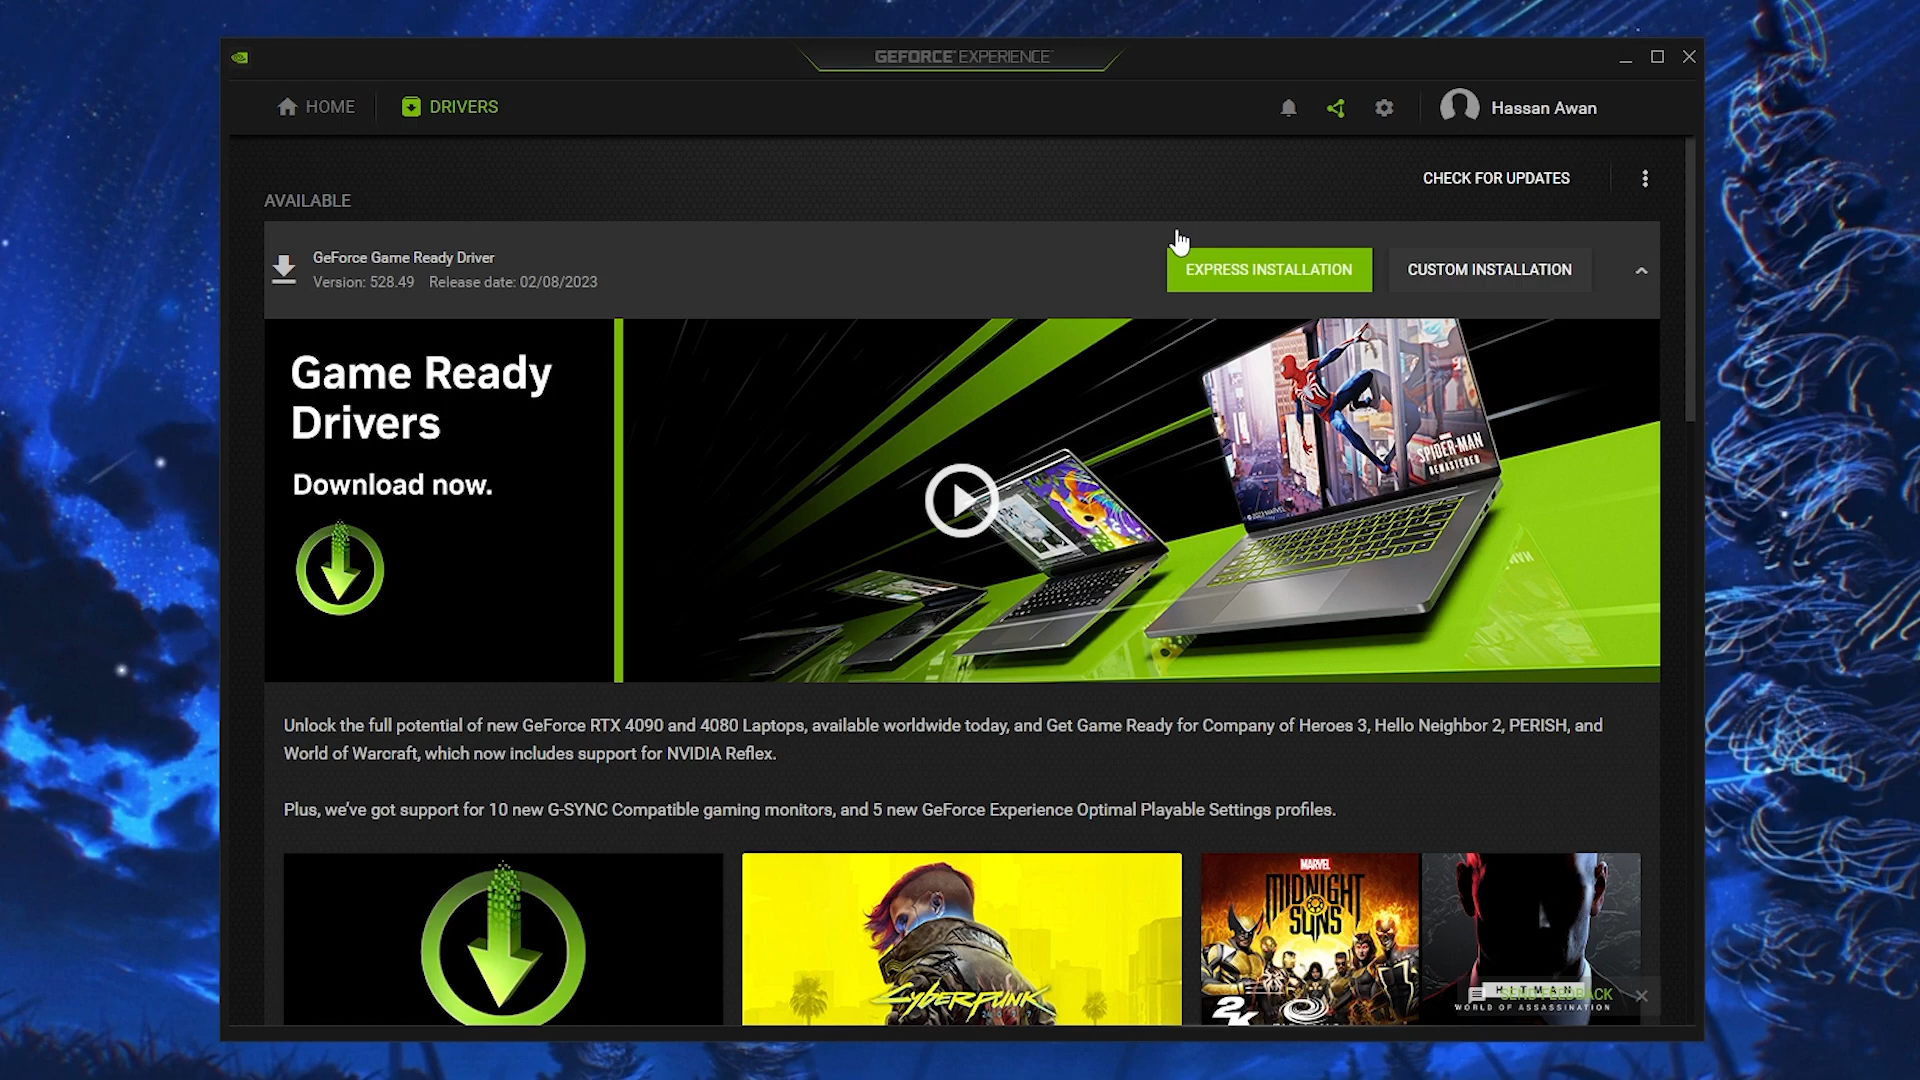 GEFORCE EXPERIENCE
HOME
DRIVERS
Hassan Awan
CHECK FOR UPDATES
AVAILABLE
GeForce Game Ready Driver
Version: 528.49 Release date: 02/08/2023
EXPRESS INSTALLATION
CUSTOM INSTALLATION
Game Ready
Drivers
Download now.
MARVEL
SPIDER-MAN
REMASTERED
Unlock the full potential of new GeForce RTX 4090 and 4080 Laptops, available worldwide today, and Get Game Ready for Company of Heroes 3, Hello Neighbor 2, PERISH, and
World of Warcraft, which now includes support for NVIDIA Reflex.
Plus, we've got support for 10 new G-SYNC Compatible gaming monitors, and 5 new GeForce Experience Optimal Playable Settings profiles.
Cyberpunk
MARVEL
MIDNIGHT
SUNS
2K
HITMAN
WORLD OF ASSASSINATION
SEND FEEDBACK